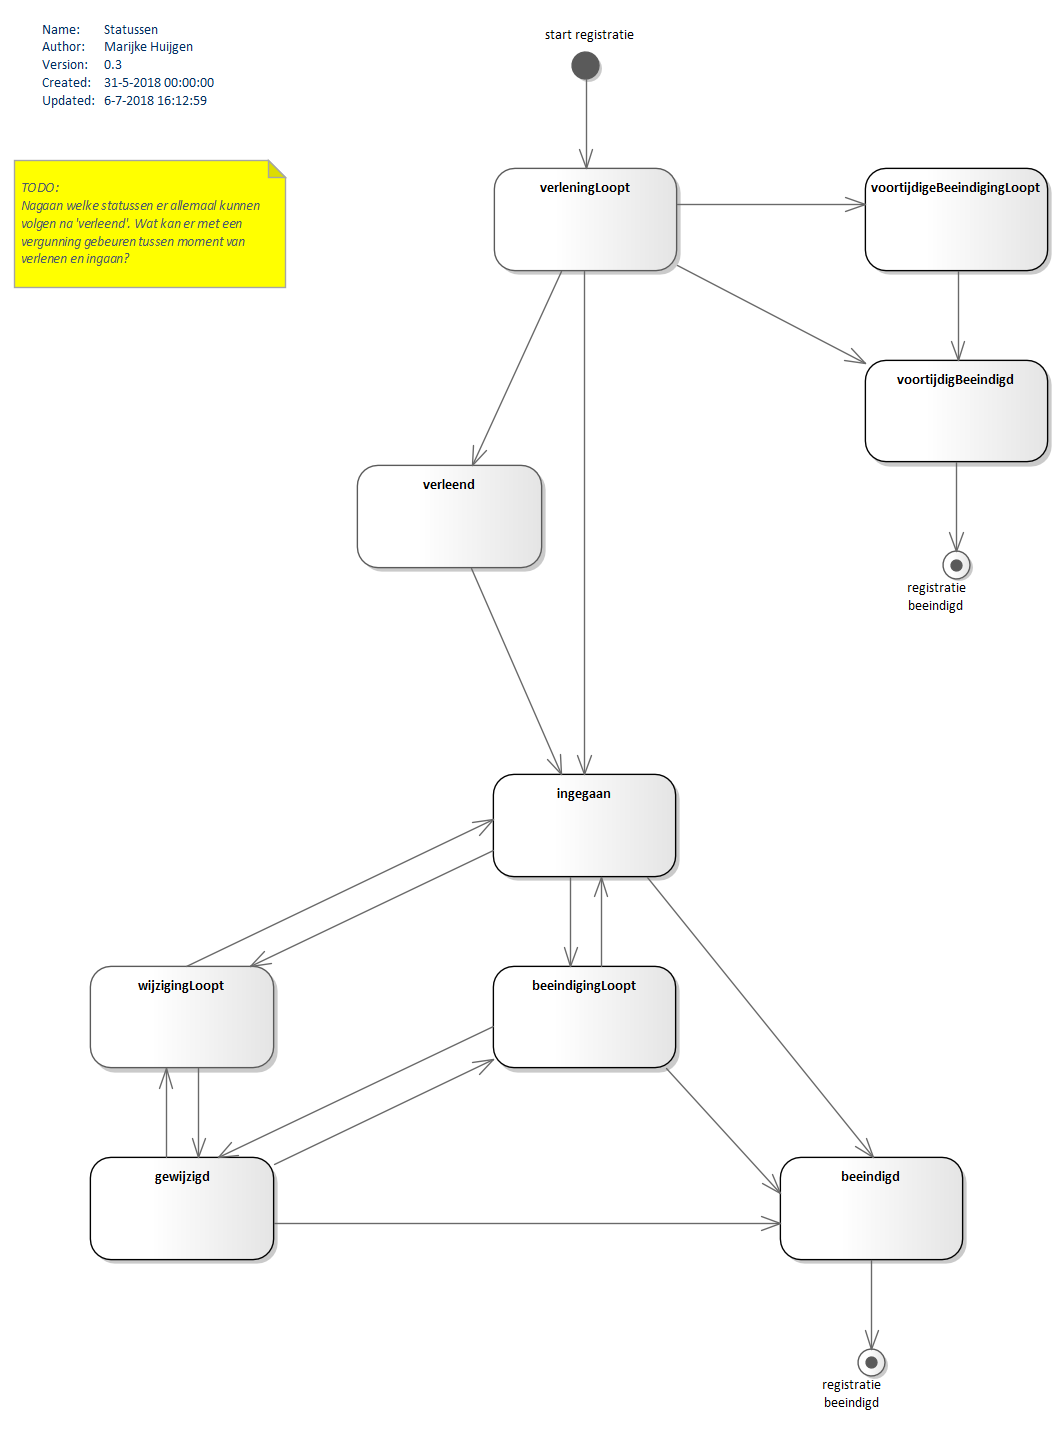 Name: Statussen
Author: Marijke Huijgen
Version: 0.3
Created: 31-5-2018 00:00:00
Updated: 6-7-2018 16:12:59
start registratie
TODO:
Nagaan welke statussen er allemaal kunnen
volgen na 'verleend'. Wat kan er met een
vergunning gebeuren tussen moment van
verlenen en ingaan?
verleningLoopt
voortijdigeBeeindigingLoopt
voortijdigBeeindigd
verleend
registratie
beeindigd
ingegaan
wijzigingLoopt
beeindigingLoopt
gewijzigd
beeindigd
registratie
beeindigd